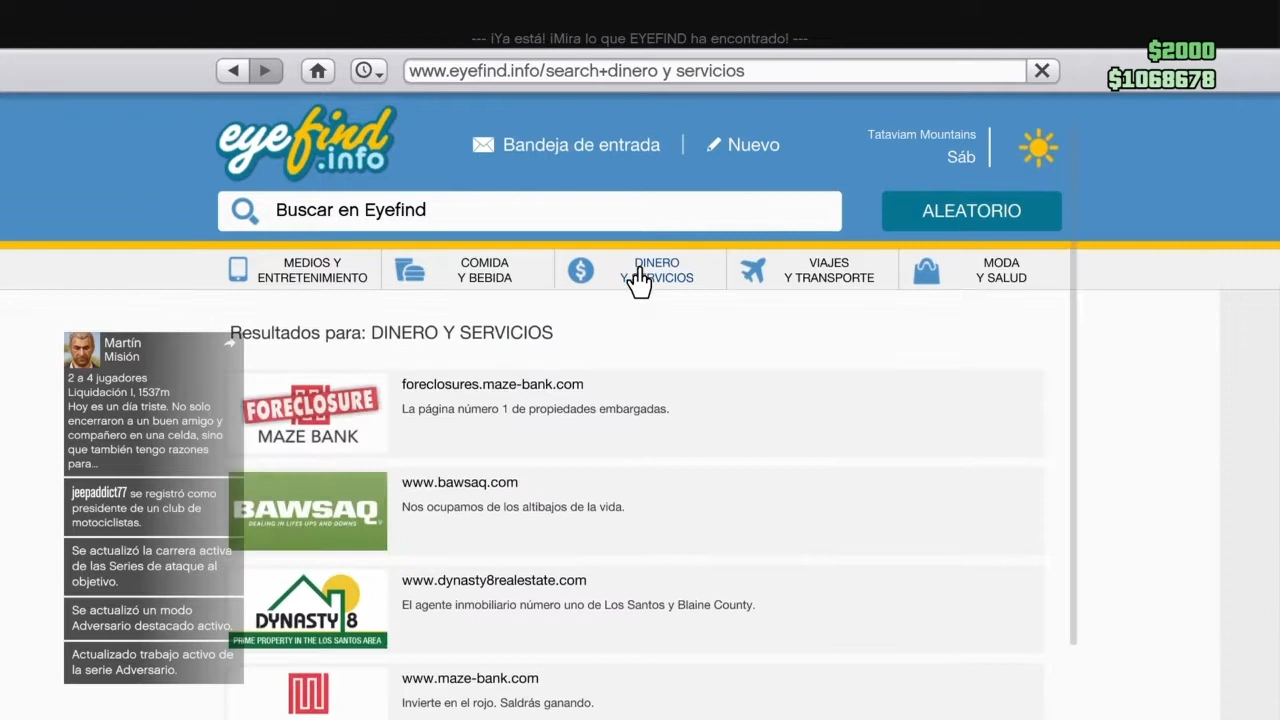 --- ¡Ya está! ¡Mira lo que EYEFIND ha encontrado! ---
$2000
$1068678
www.eyefind.info/search+dinero y servicios
eyefind
.info
Bandeja de entrada
Nuevo
Tataviam Mountains
Sáb
Buscar en Eyefind
ALEATORIO
MEDIOS Y
ENTRETENIMIENTO
COMIDA
Y BEBIDA
DINERO
Y SERVICIOS
VIAJES
Y TRANSPORTE
MODA
Y SALUD
Resultados para: DINERO Y SERVICIOS
Martín
Misión
2 a 4 jugadores
Liquidación I, 1537m
Hoy es un día triste. No solo
encerraron a un buen amigo y
compañero en una celda, sino
que también tengo razones
para...
jeepaddict77 se registró como
presidente de un club de
motociclistas.
Se actualizó la carrera activa
de las Series de ataque al
objetivo.
Se actualizó un modo
Adversario destacado activo.
Actualizado trabajo activo de
la serie Adversario.
FORECLOSURE
MAZE BANK
foreclosures.maze-bank.com
La página número 1 de propiedades embargadas.
BAWSAQ
DEALING IN LIFES UPS AND DOWNS
www.bawsaq.com
Nos ocupamos de los altibajos de la vida.
DYNASTY 8
PRIME PROPERTY IN THE LOS SANTOS AREA
www.dynasty8realestate.com
El agente inmobiliario número uno de Los Santos y Blaine County.
www.maze-bank.com
Invierte en el rojo. Saldrás ganando.